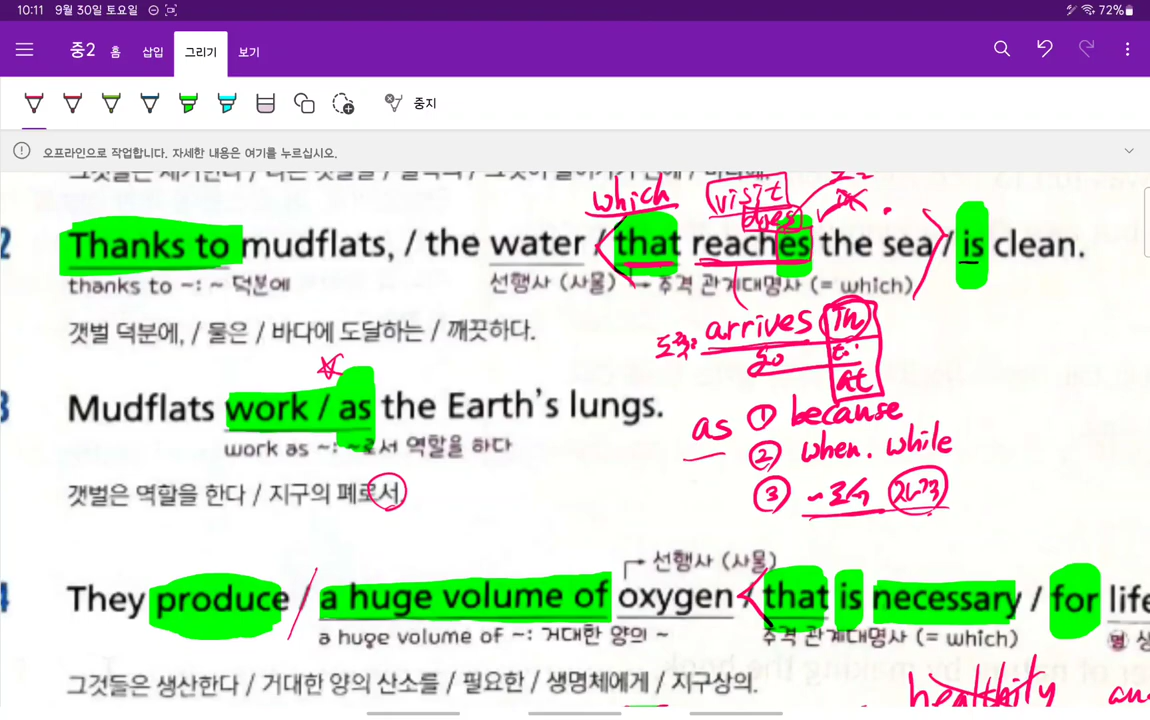 10:11 9월 30일 토요일 72%
중2 홈 삽입 그리기 보기
중지
오프라인으로 작업합니다. 자세한 내용은 여기를 누르십시오.
which visit
2 Thanks to mudflats, / the water / that reaches the sea / is clean.
thanks to ~: ~ 덕분에 선행사 (사물) 주격 관계대명사 (= which)
갯벌 덕분에, / 물은 / 바다에 도달하는 / 깨끗하다.
arrives in
go to
at
3 Mudflats work / as the Earth's lungs.
work as ~: ~로서 역할을 하다
갯벌은 역할을 한다 / 지구의 폐로서.
as ① because
② when. while
③ ~로서 자격
선행사 (사물)
4 They produce / a huge volume of oxygen / that is necessary / for life
a huge volume of ~: 거대한 양의 ~ 주격 관계대명사 (= which) 명
그것들은 생산한다 / 거대한 양의 산소를 / 필요한 / 생명체에게 / 지구상의.